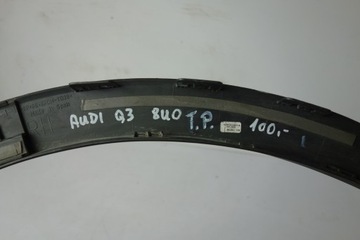 AUDI Q3 8U0 T.P. 100,-